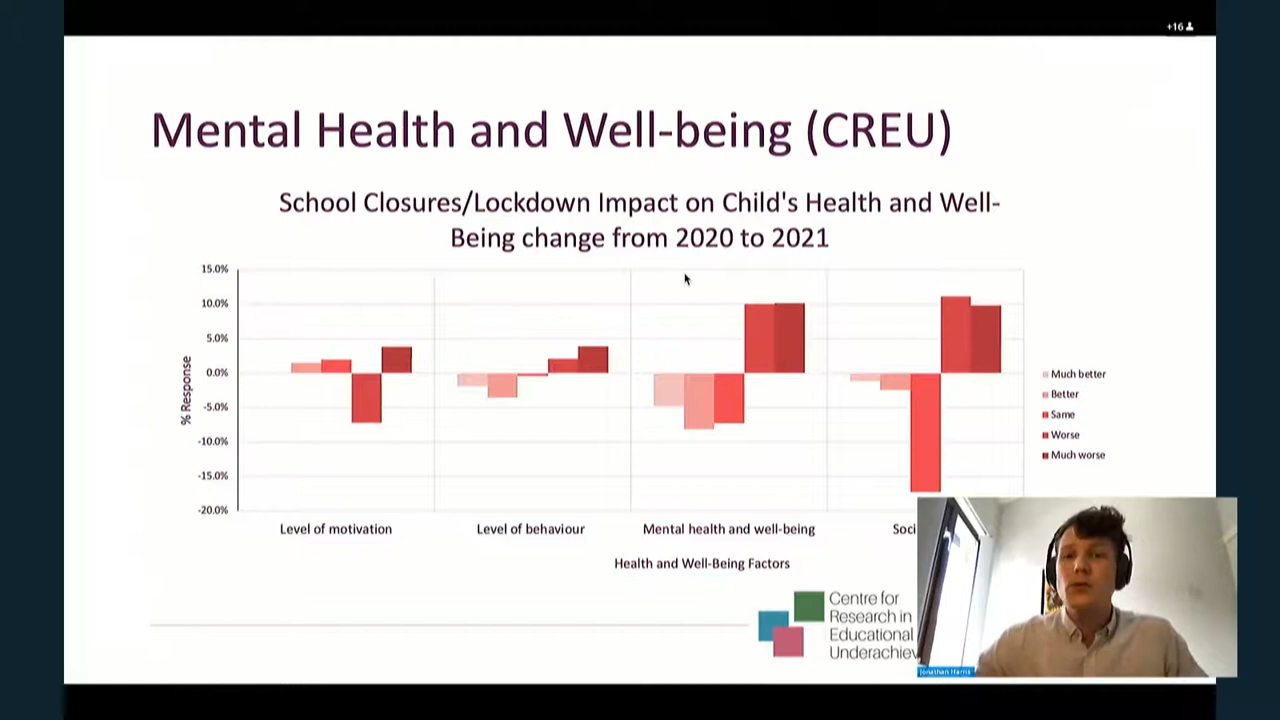 +16
Mental Health and Well-being (CREU)
School Closures/Lockdown Impact on Child's Health and Well-
Being change from 2020 to 2021
15.0%
10.0%
5.0%
0.0%
-5.0%
-10.0%
-15.0%
-20.0%
% Response
Much better
Better
Same
Worse
Much worse
Level of motivation
Level of behaviour
Mental health and well-being
Soci
Health and Well-Being Factors
Centre for
Research in
Educational
Underachiev
Jonathan Harris